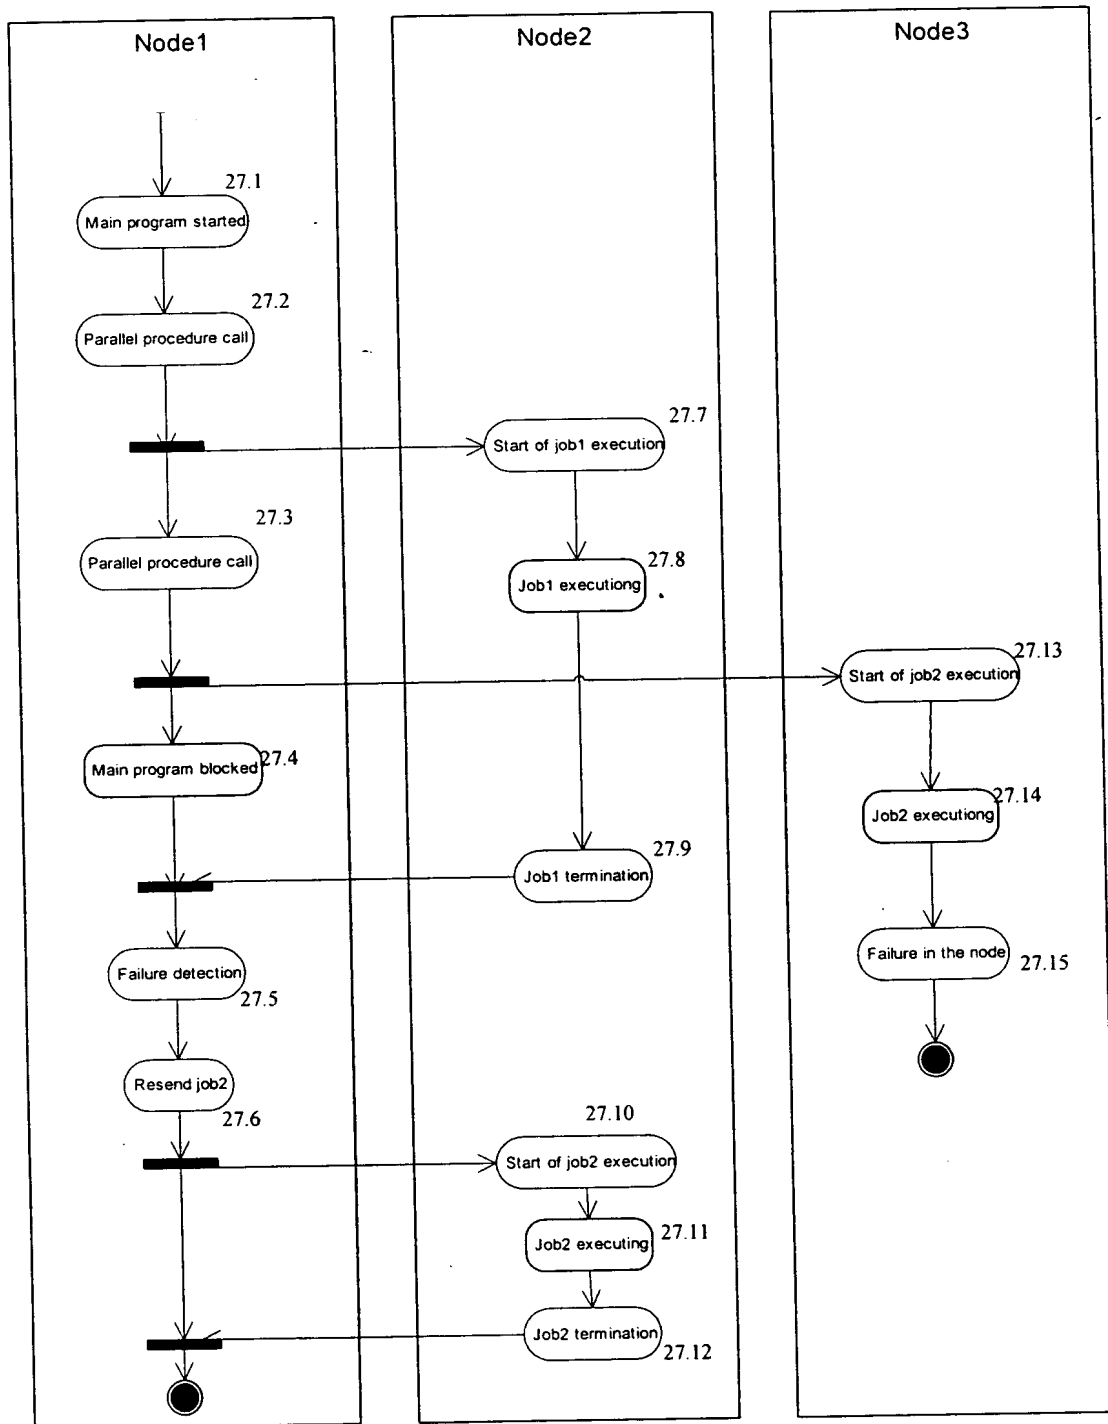 Node1
Node2
Node3
27.1
Main program started
27.2
Parallel procedure call
27.7
Start of job1 execution
27.3
Parallel procedure call
27.8
Job1 executiong
27.13
Start of job2 execution
27.4
Main program blocked
27.14
Job2 executiong
27.9
Job1 termination
Failure in the node
27.15
Failure detection
27.5
Resend job2
27.6
27.10
Start of job2 execution
27.11
Job2 executing
Job2 termination
27.12